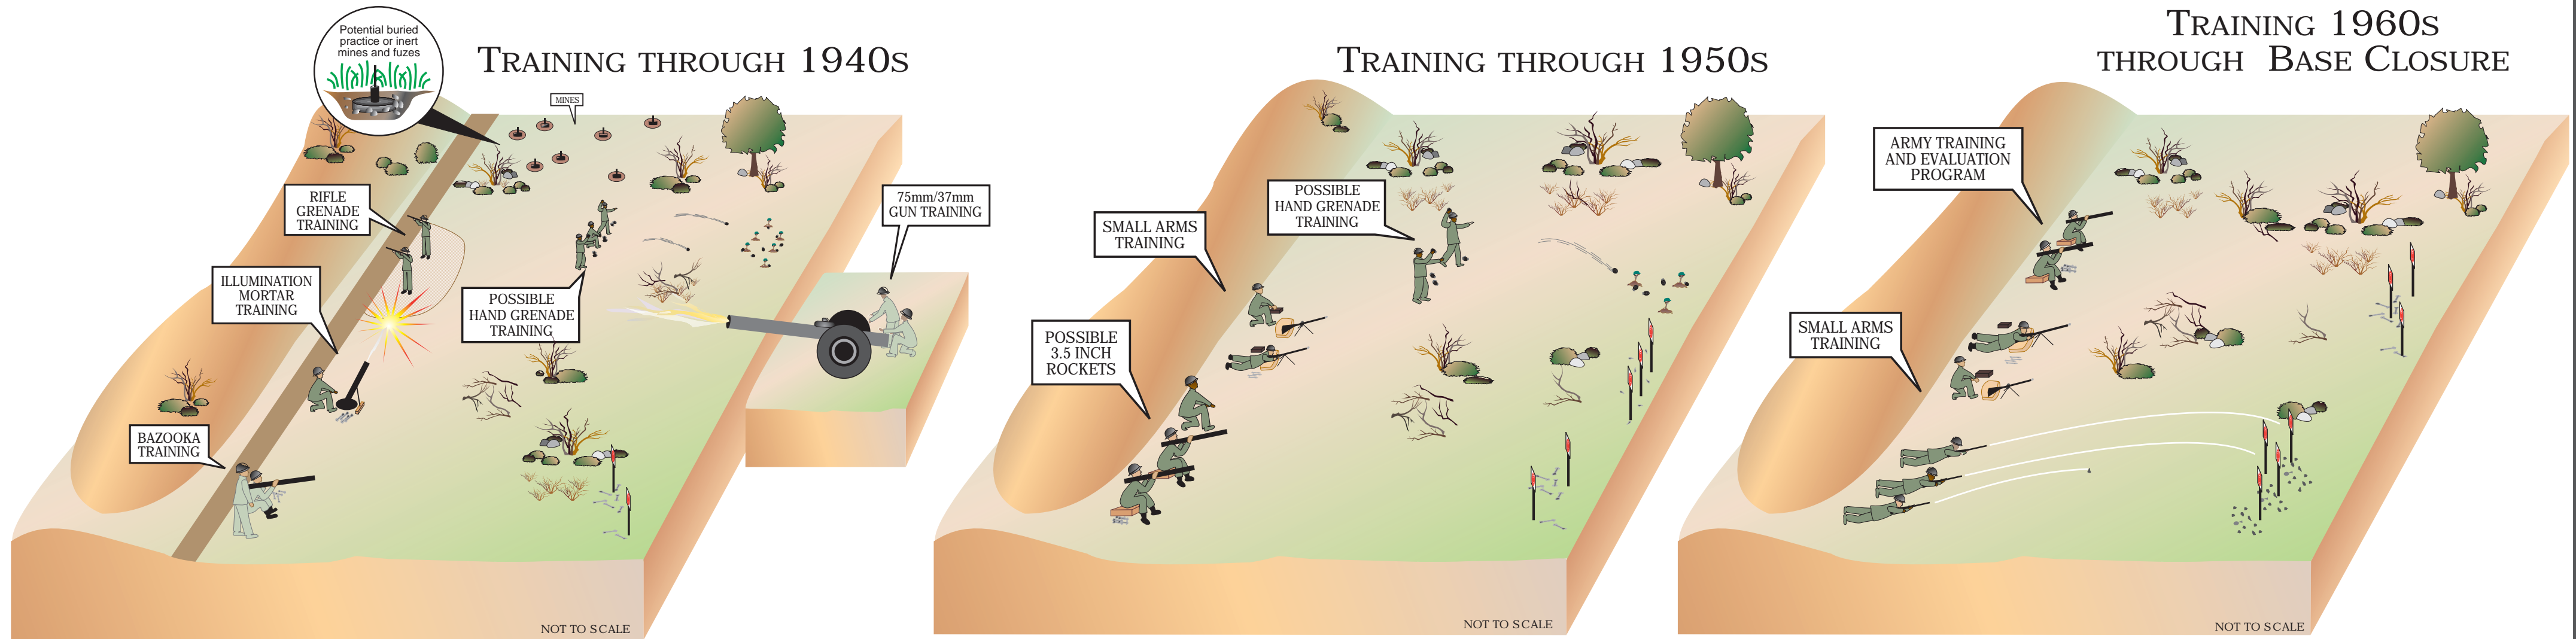 Potential buried
practice or inert
mines and fuzes
TRAINING THROUGH 1940S
MINES
RIFLE
GRENADE
TRAINING
75mm/37mm
GUN TRAINING
ILLUMINATION
MORTAR
TRAINING
POSSIBLE
HAND GRENADE
TRAINING
BAZOOKA
TRAINING
NOT TO SCALE
TRAINING THROUGH 1950S
POSSIBLE
HAND GRENADE
TRAINING
SMALL ARMS
TRAINING
POSSIBLE
3.5 INCH
ROCKETS
NOT TO SCALE
TRAINING 1960S
THROUGH BASE CLOSURE
ARMY TRAINING
AND EVALUATION
PROGRAM
SMALL ARMS
TRAINING
NOT TO SCALE